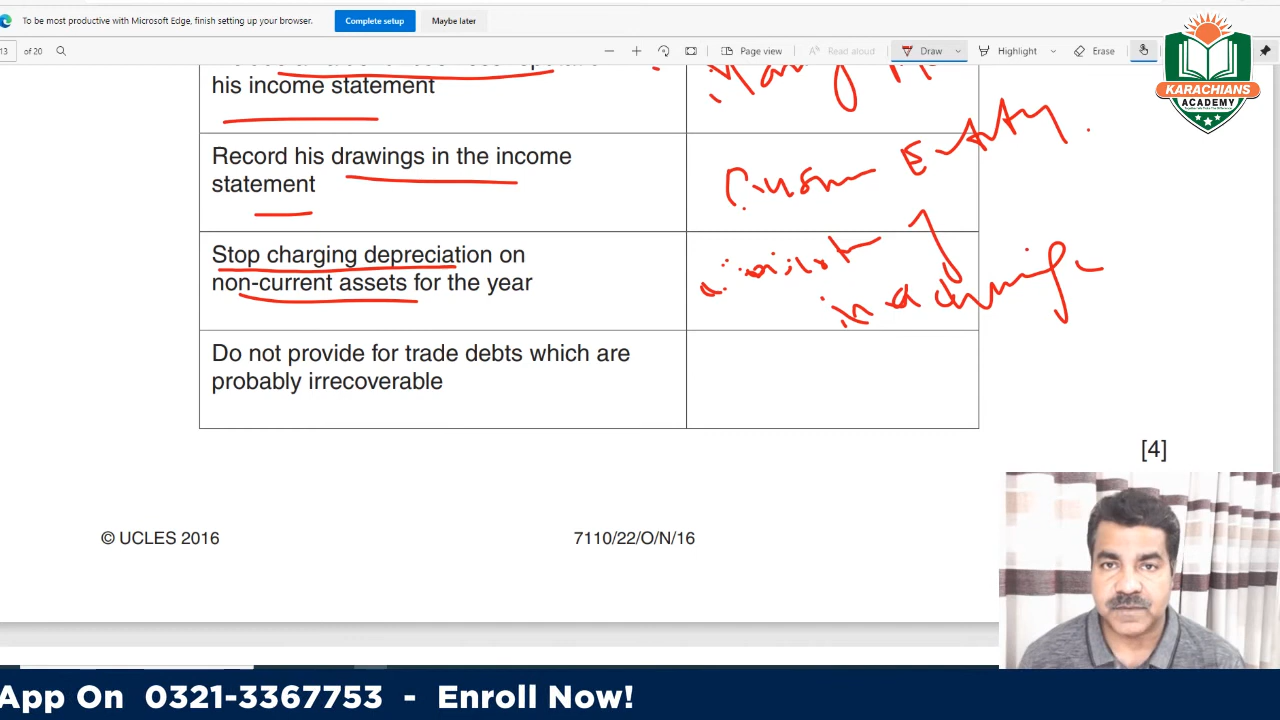 To be most productive with Microsoft Edge, finish setting up your browser.
Complete setup
Maybe later
13 of 20
Page view
Read aloud
Draw
Highlight
Erase
KARACHIANS
ACADEMY
his income statement
Record his drawings in the income
statement
Entity.
Stop charging depreciation on
non-current assets for the year
Do not provide for trade debts which are
probably irrecoverable
[4]
© UCLES 2016
7110/22/O/N/16
App On 0321-3367753 - Enroll Now!